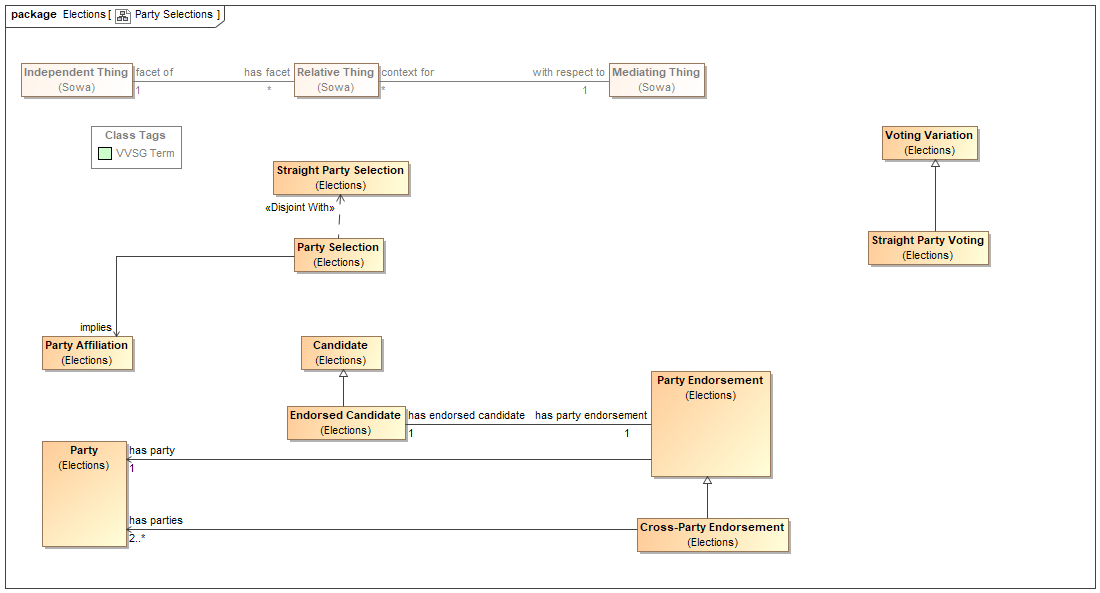 package Elections [ Party Selections ]
Independent Thing
(Sowa)
facet of
1
has facet
*
Relative Thing
(Sowa)
context for
*
with respect to
1
Mediating Thing
(Sowa)
Class Tags
VVSG Term
Voting Variation
(Elections)
Straight Party Selection
(Elections)
«Disjoint With»
Party Selection
(Elections)
Straight Party Voting
(Elections)
implies
Party Affiliation
(Elections)
Candidate
(Elections)
Party Endorsement
(Elections)
Endorsed Candidate
(Elections)
has endorsed candidate
1
has party endorsement
1
Party
(Elections)
has party
1
has parties
2..*
Cross-Party Endorsement
(Elections)